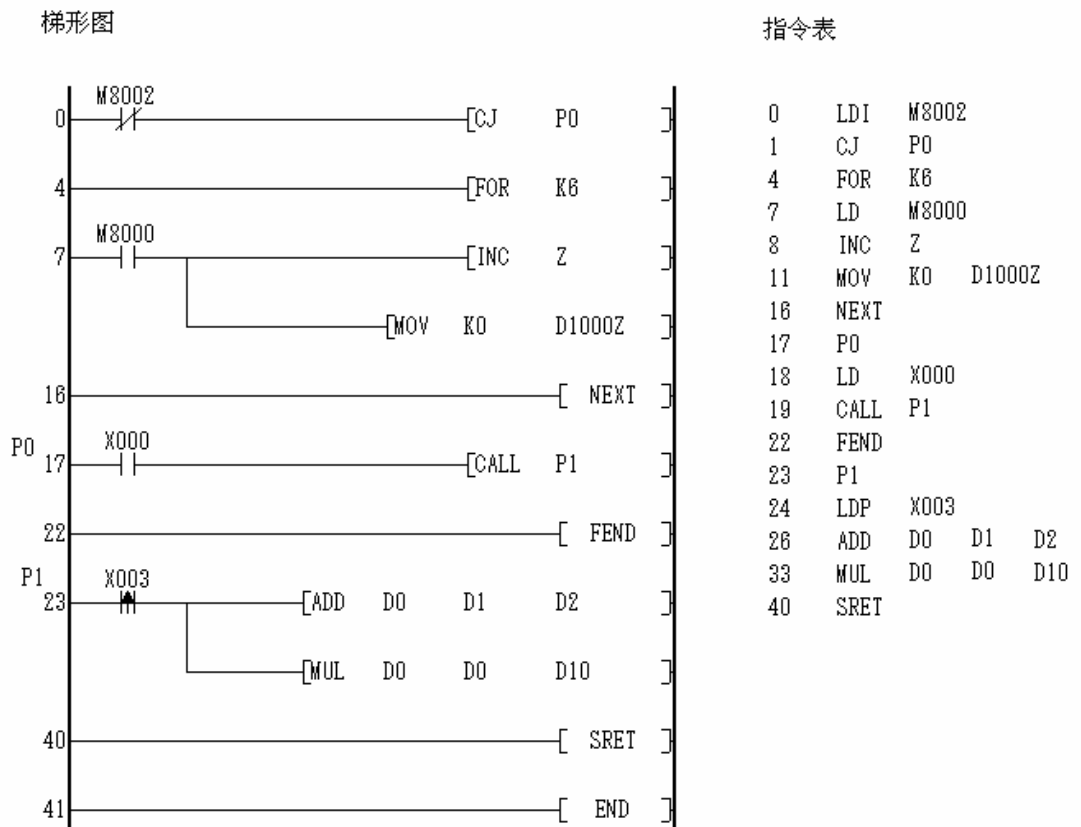 梯形图
M8002
0 [CJ P0 ]
4 [FOR K6 ]
M8000
7 [INC Z ]
[MOV K0 D1000Z ]
16 [ NEXT ]
X000
P0 17 [CALL P1 ]
22 [ FEND ]
P1 X003
23 [ADD D0 D1 D2 ]
[MUL D0 D0 D10 ]
40 [ SRET ]
41 [ END ]
指令表
0 LDI M8002
1 CJ P0
4 FOR K6
7 LD M8000
8 INC Z
11 MOV K0 D1000Z
16 NEXT
17 P0
18 LD X000
19 CALL P1
22 FEND
23 P1
24 LDP X003
26 ADD D0 D1 D2
33 MUL D0 D0 D10
40 SRET